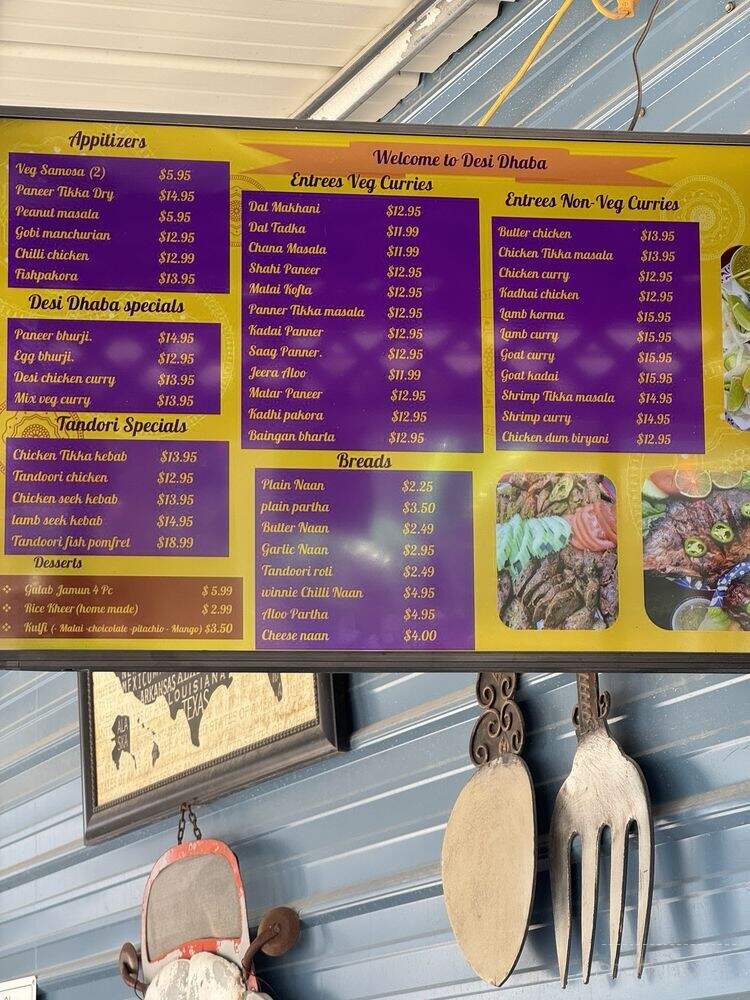 Welcome to Desi Dhaba
Appitizers
Veg Samosa (2) $5.95
Paneer Tikka Dry $14.95
Peanut masala $5.95
Gobi manchurian $12.95
Chilli chicken $12.99
Fishpakora $13.95
Desi Dhaba specials
Paneer bhurji. $14.95
Egg bhurji. $12.95
Desi chicken curry $13.95
Mix veg curry $13.95
Tandori Specials
Chicken Tikka kebab $13.95
Tandoori chicken $12.95
Chicken seek kebab $13.95
lamb seek kebab $14.95
Tandoori fish pomfret $18.99
Desserts
Gulab Jamun 4 Pc $ 5.99
Rice Kheer (home made) $ 2.99
Kulfi (- Malai -choicolate -pitachio - Mango) $3.50
Entrees Veg Curries
Dal Makhani $12.95
Dal Tadka $11.99
Chana Masala $11.99
Shahi Paneer $12.95
Malai Kofta $12.95
Panner Tikka masala $12.95
Kadai Panner $12.95
Saag Panner. $12.95
Jeera Aloo $11.99
Matar Paneer $12.95
Kadhi pakora $12.95
Baingan bharta $12.95
Breads
Plain Naan $2.25
plain partha $3.50
Butter Naan $2.49
Garlic Naan $2.95
Tandoori roti $2.49
winnie Chilli Naan $4.95
Aloo Partha $4.95
Cheese naan $4.00
Entrees Non-Veg Curries
Butter chicken $13.95
Chicken Tikka masala $13.95
Chicken curry $12.95
Kadhai chicken $12.95
Lamb korma $15.95
Lamb curry $15.95
Goat curry $15.95
Goat kadai $15.95
Shrimp Tikka masala $14.95
Shrimp curry $14.95
Chicken dum biryani $12.95
ARKANSAS
LOUISIANA
TEXAS